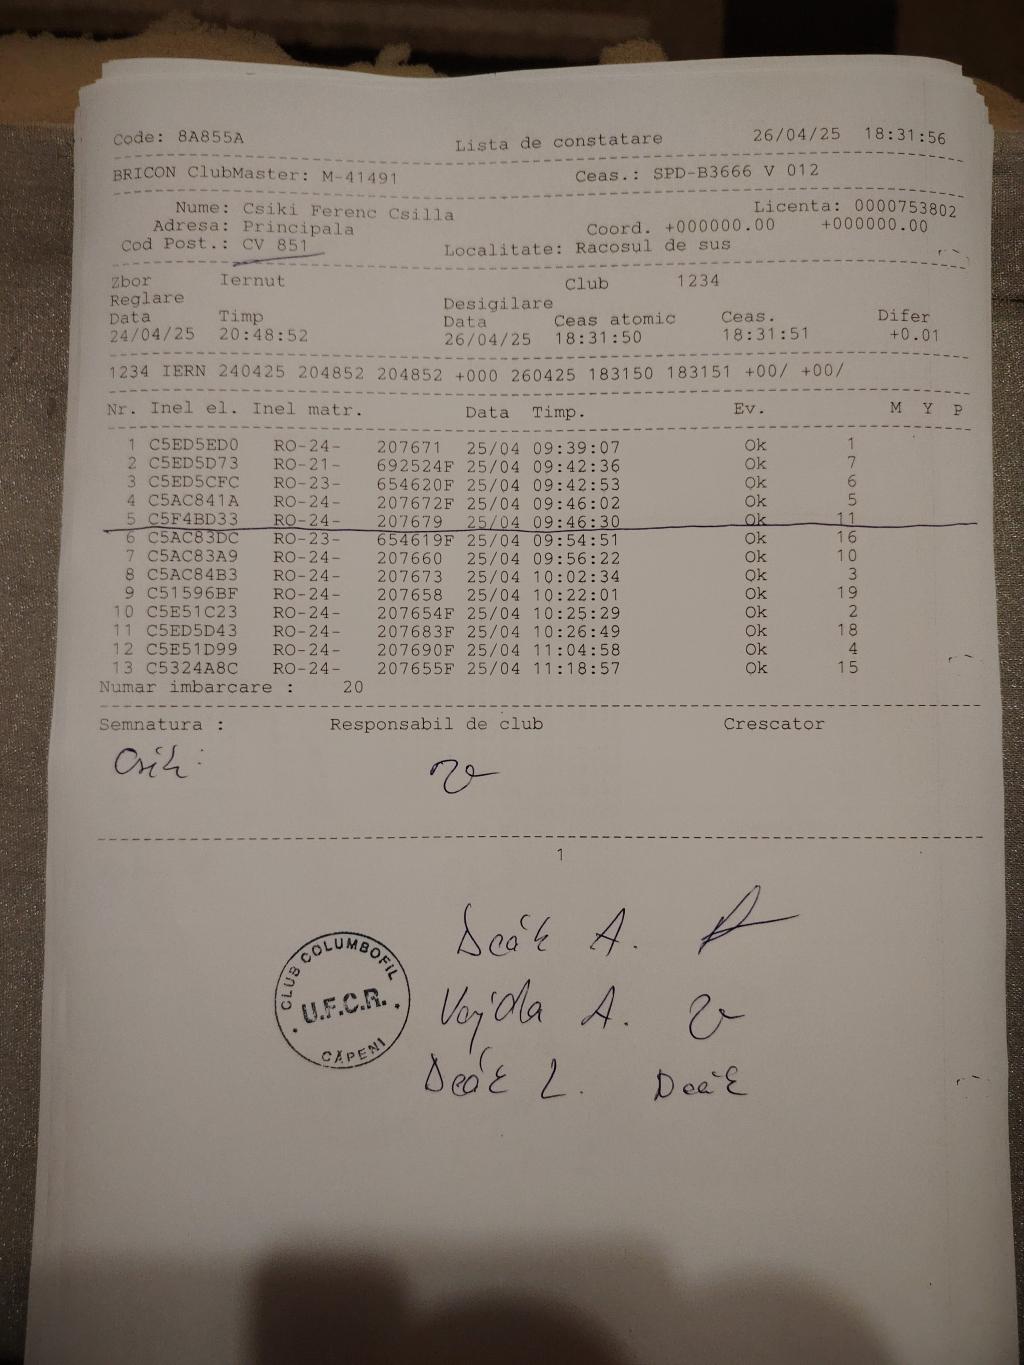 Code: 8A855A Lista de constatare 26/04/25 18:31:56
BRICON ClubMaster: M-41491 Ceas.: SPD-B3666 V 012
Nume: Csiki Ferenc Csilla Licenta: 0000753802
Adresa: Principala Coord. +000000.00 +000000.00
Cod Post.: CV 851 Localitate: Racosul de sus
Zbor Iernut Club 1234
Reglare Desigilare
Data Timp Data Ceas atomic Ceas. Difer
24/04/25 20:48:52 26/04/25 18:31:50 18:31:51 +0.01
1234 IERN 240425 204852 204852 +000 260425 183150 183151 +00/ +00/
Nr. Inel el. Inel matr. Data Timp. Ev. M Y P
1 C5ED5ED0 RO-24- 207671 25/04 09:39:07 Ok 1
2 C5ED5D73 RO-21- 692524F 25/04 09:42:36 Ok 7
3 C5ED5CFC RO-23- 654620F 25/04 09:42:53 Ok 6
4 C5AC841A RO-24- 207672F 25/04 09:46:02 Ok 5
5 C5F4BD33 RO-24- 207679 25/04 09:46:30 Ok 11
6 C5AC83DC RO-23- 654619F 25/04 09:54:51 Ok 16
7 C5AC83A9 RO-24- 207660 25/04 09:56:22 Ok 10
8 C5AC84B3 RO-24- 207673 25/04 10:02:34 Ok 3
9 C51596BF RO-24- 207658 25/04 10:22:01 Ok 19
10 C5E51C23 RO-24- 207654F 25/04 10:25:29 Ok 2
11 C5ED5D43 RO-24- 207683F 25/04 10:26:49 Ok 18
12 C5E51D99 RO-24- 207690F 25/04 11:04:58 Ok 4
13 C5324A8C RO-24- 207655F 25/04 11:18:57 Ok 15
Numar imbarcare : 20
Semnatura : Responsabil de club Crescator
Csiki
1
Deák A.
Vajda A.
Deák L. Deák
CLUB COLUMBOFIL
U.F.C.R.
CĂPENI